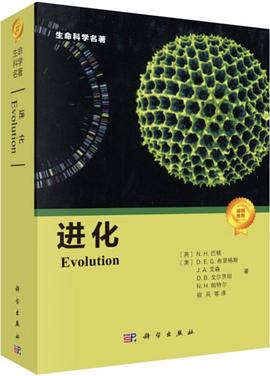 生命科学名著
进化
Evolution
生命科学名著
进化
Evolution
〔英〕N. H. 巴顿
〔美〕D. E. G. 布里格斯
J. A. 艾森
D. B. 戈尔茨坦
N. H. 帕特尔
著
宿兵 等 译
科学出版社